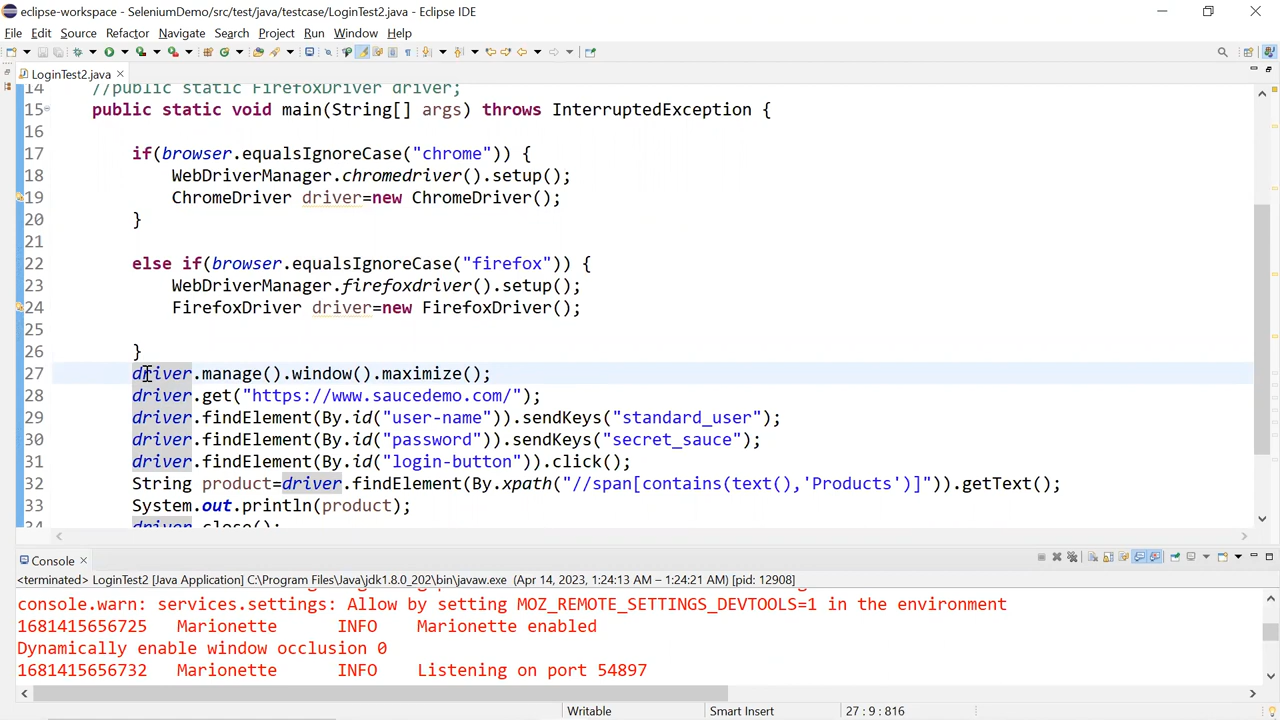 eclipse-workspace - SeleniumDemo/src/test/java/testcase/LoginTest2.java - Eclipse IDE
File Edit Source Refactor Navigate Search Project Run Window Help
LoginTest2.java
14 //public static FirefoxDriver driver;
15 public static void main(String[] args) throws InterruptedException {
16
17 if(browser.equalsIgnoreCase("chrome")) {
18 WebDriverManager.chromedriver().setup();
19 ChromeDriver driver=new ChromeDriver();
20 }
21
22 else if(browser.equalsIgnoreCase("firefox")) {
23 WebDriverManager.firefoxdriver().setup();
24 FirefoxDriver driver=new FirefoxDriver();
25
26 }
27 driver.manage().window().maximize();
28 driver.get("https://www.saucedemo.com/");
29 driver.findElement(By.id("user-name")).sendKeys("standard_user");
30 driver.findElement(By.id("password")).sendKeys("secret_sauce");
31 driver.findElement(By.id("login-button")).click();
32 String product=driver.findElement(By.xpath("//span[contains(text(),'Products')]")).getText();
33 System.out.println(product);
34 driver.close();
Console
<terminated> LoginTest2 [Java Application] C:\Program Files\Java\jdk1.8.0_202\bin\javaw.exe (Apr 14, 2023, 1:24:13 AM – 1:24:21 AM) [pid: 12908]
console.warn: services.settings: Allow by setting MOZ_REMOTE_SETTINGS_DEVTOOLS=1 in the environment
1681415656725 Marionette INFO Marionette enabled
Dynamically enable window occlusion 0
1681415656732 Marionette INFO Listening on port 54897
Writable Smart Insert 27 : 9 : 816